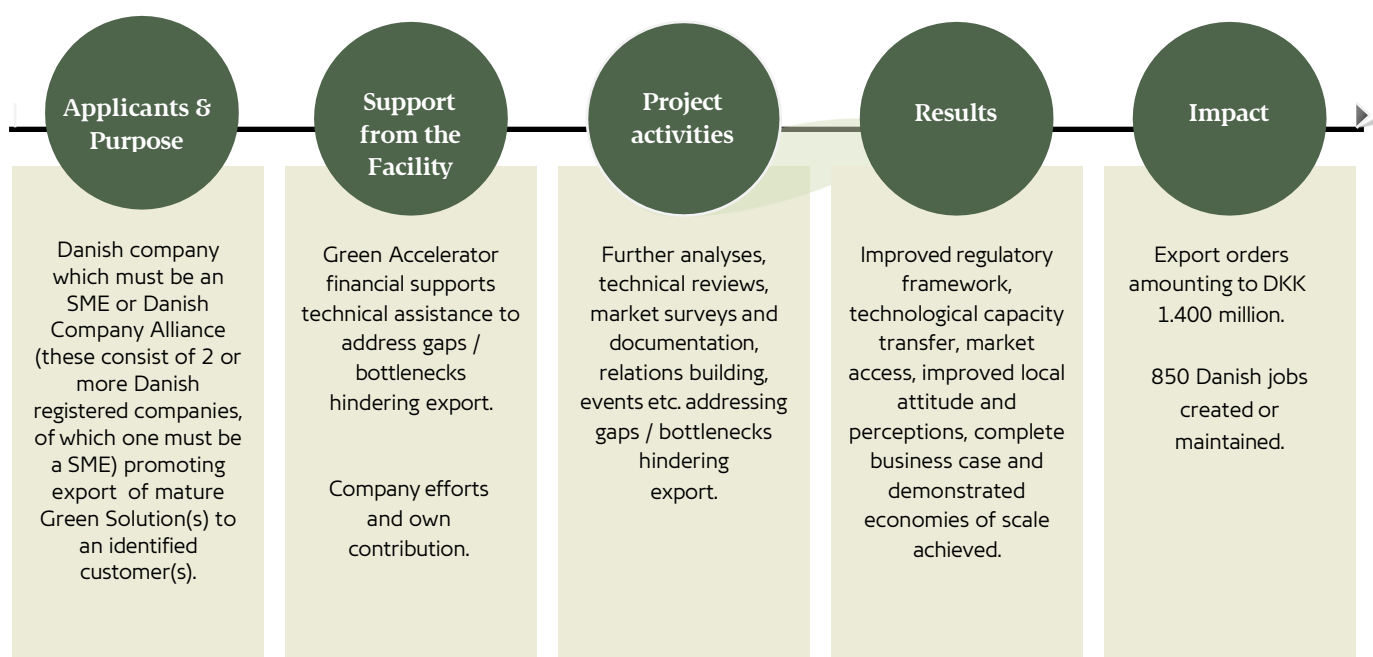 Applicants &
Purpose
Danish company
which must be an
SME or Danish
Company Alliance
(these consist of 2 or
more Danish
registered companies,
of which one must be
a SME) promoting
export of mature
Green Solution(s) to
an identified
customer(s).
Support
from the
Facility
Green Accelerator
financial supports
technical assistance to
address gaps /
bottlenecks
hindering export.
Company efforts
and own
contribution.
Project
activities
Further analyses,
technical reviews,
market surveys and
documentation,
relations building,
events etc. addressing
gaps / bottlenecks
hindering
export.
Results
Improved regulatory
framework,
technological capacity
transfer, market
access, improved local
attitude and
perceptions, complete
business case and
demonstrated
economies of scale
achieved.
Impact
Export orders
amounting to DKK
1.400 million.
850 Danish jobs
created or
maintained.